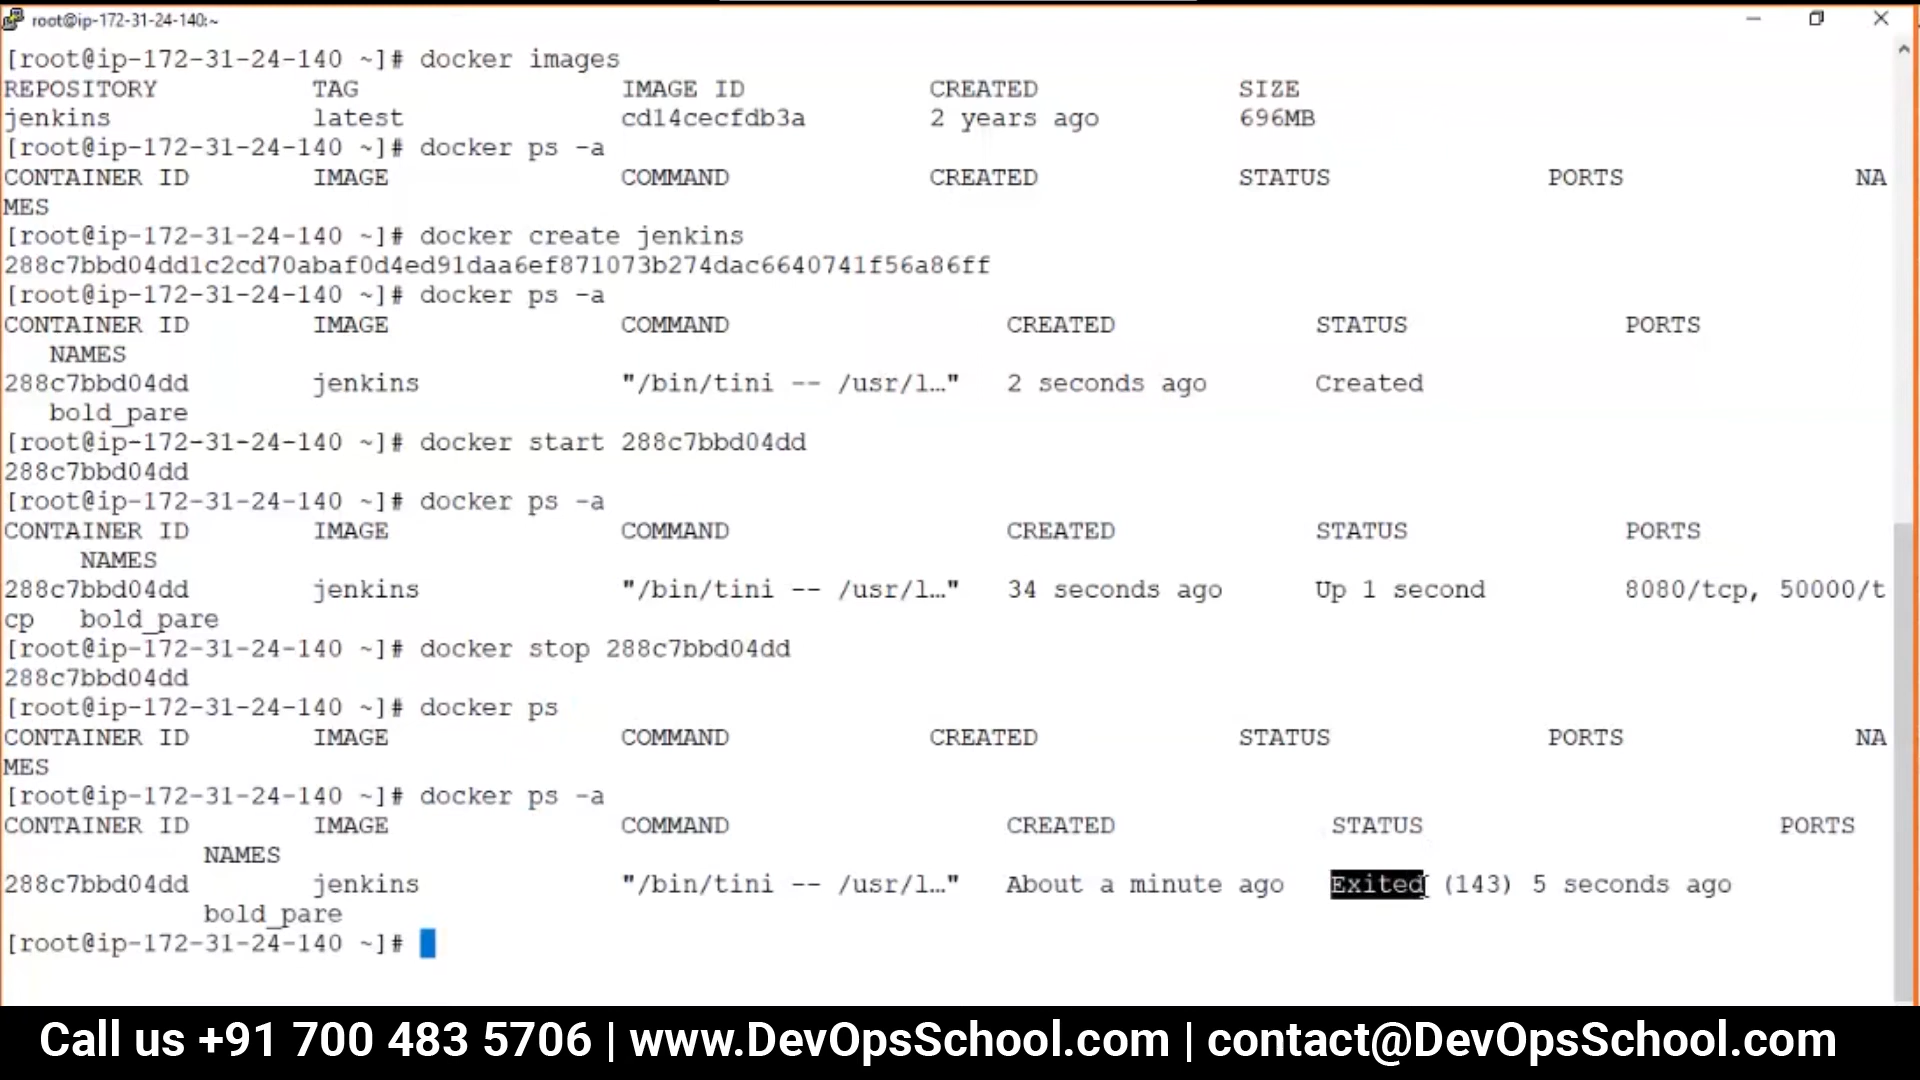 root@ip-172-31-24-140:~
[root@ip-172-31-24-140 ~]# docker images
REPOSITORY TAG IMAGE ID CREATED SIZE
jenkins latest cd14cecfdb3a 2 years ago 696MB
[root@ip-172-31-24-140 ~]# docker ps -a
CONTAINER ID IMAGE COMMAND CREATED STATUS PORTS NA
MES
[root@ip-172-31-24-140 ~]# docker create jenkins
288c7bbd04dd1c2cd70abaf0d4ed91daa6ef871073b274dac6640741f56a86ff
[root@ip-172-31-24-140 ~]# docker ps -a
CONTAINER ID IMAGE COMMAND CREATED STATUS PORTS
NAMES
288c7bbd04dd jenkins "/bin/tini -- /usr/l…" 2 seconds ago Created
bold_pare
[root@ip-172-31-24-140 ~]# docker start 288c7bbd04dd
288c7bbd04dd
[root@ip-172-31-24-140 ~]# docker ps -a
CONTAINER ID IMAGE COMMAND CREATED STATUS PORTS
NAMES
288c7bbd04dd jenkins "/bin/tini -- /usr/l…" 34 seconds ago Up 1 second 8080/tcp, 50000/t
cp bold_pare
[root@ip-172-31-24-140 ~]# docker stop 288c7bbd04dd
288c7bbd04dd
[root@ip-172-31-24-140 ~]# docker ps
CONTAINER ID IMAGE COMMAND CREATED STATUS PORTS NA
MES
[root@ip-172-31-24-140 ~]# docker ps -a
CONTAINER ID IMAGE COMMAND CREATED STATUS PORTS
NAMES
288c7bbd04dd jenkins "/bin/tini -- /usr/l…" About a minute ago Exited (143) 5 seconds ago
bold_pare
[root@ip-172-31-24-140 ~]#
Call us +91 700 483 5706 | www.DevOpsSchool.com | contact@DevOpsSchool.com